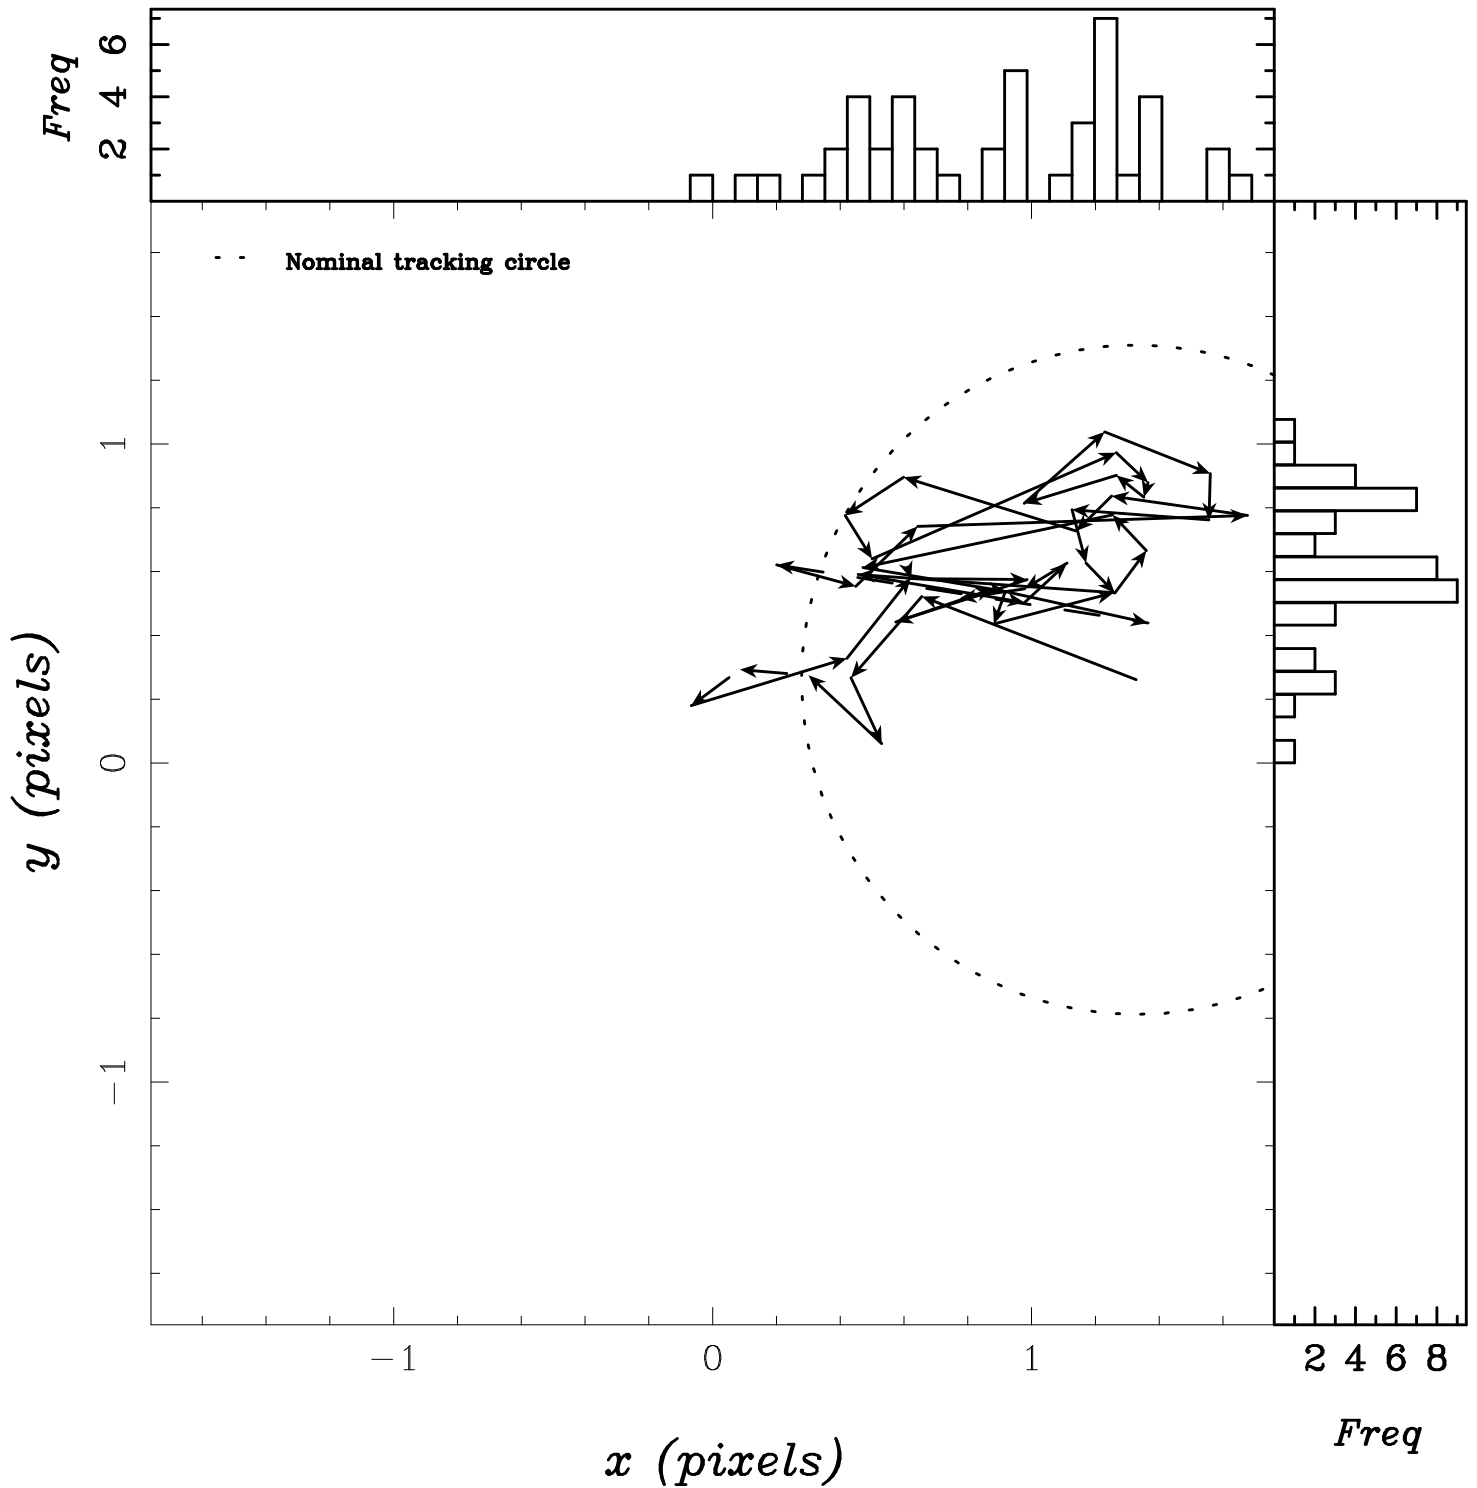 Freq
2 4 6
Nominal tracking circle
y (pixels)
1
0
−1
−1 0 1
2 4 6 8
x (pixels)
Freq